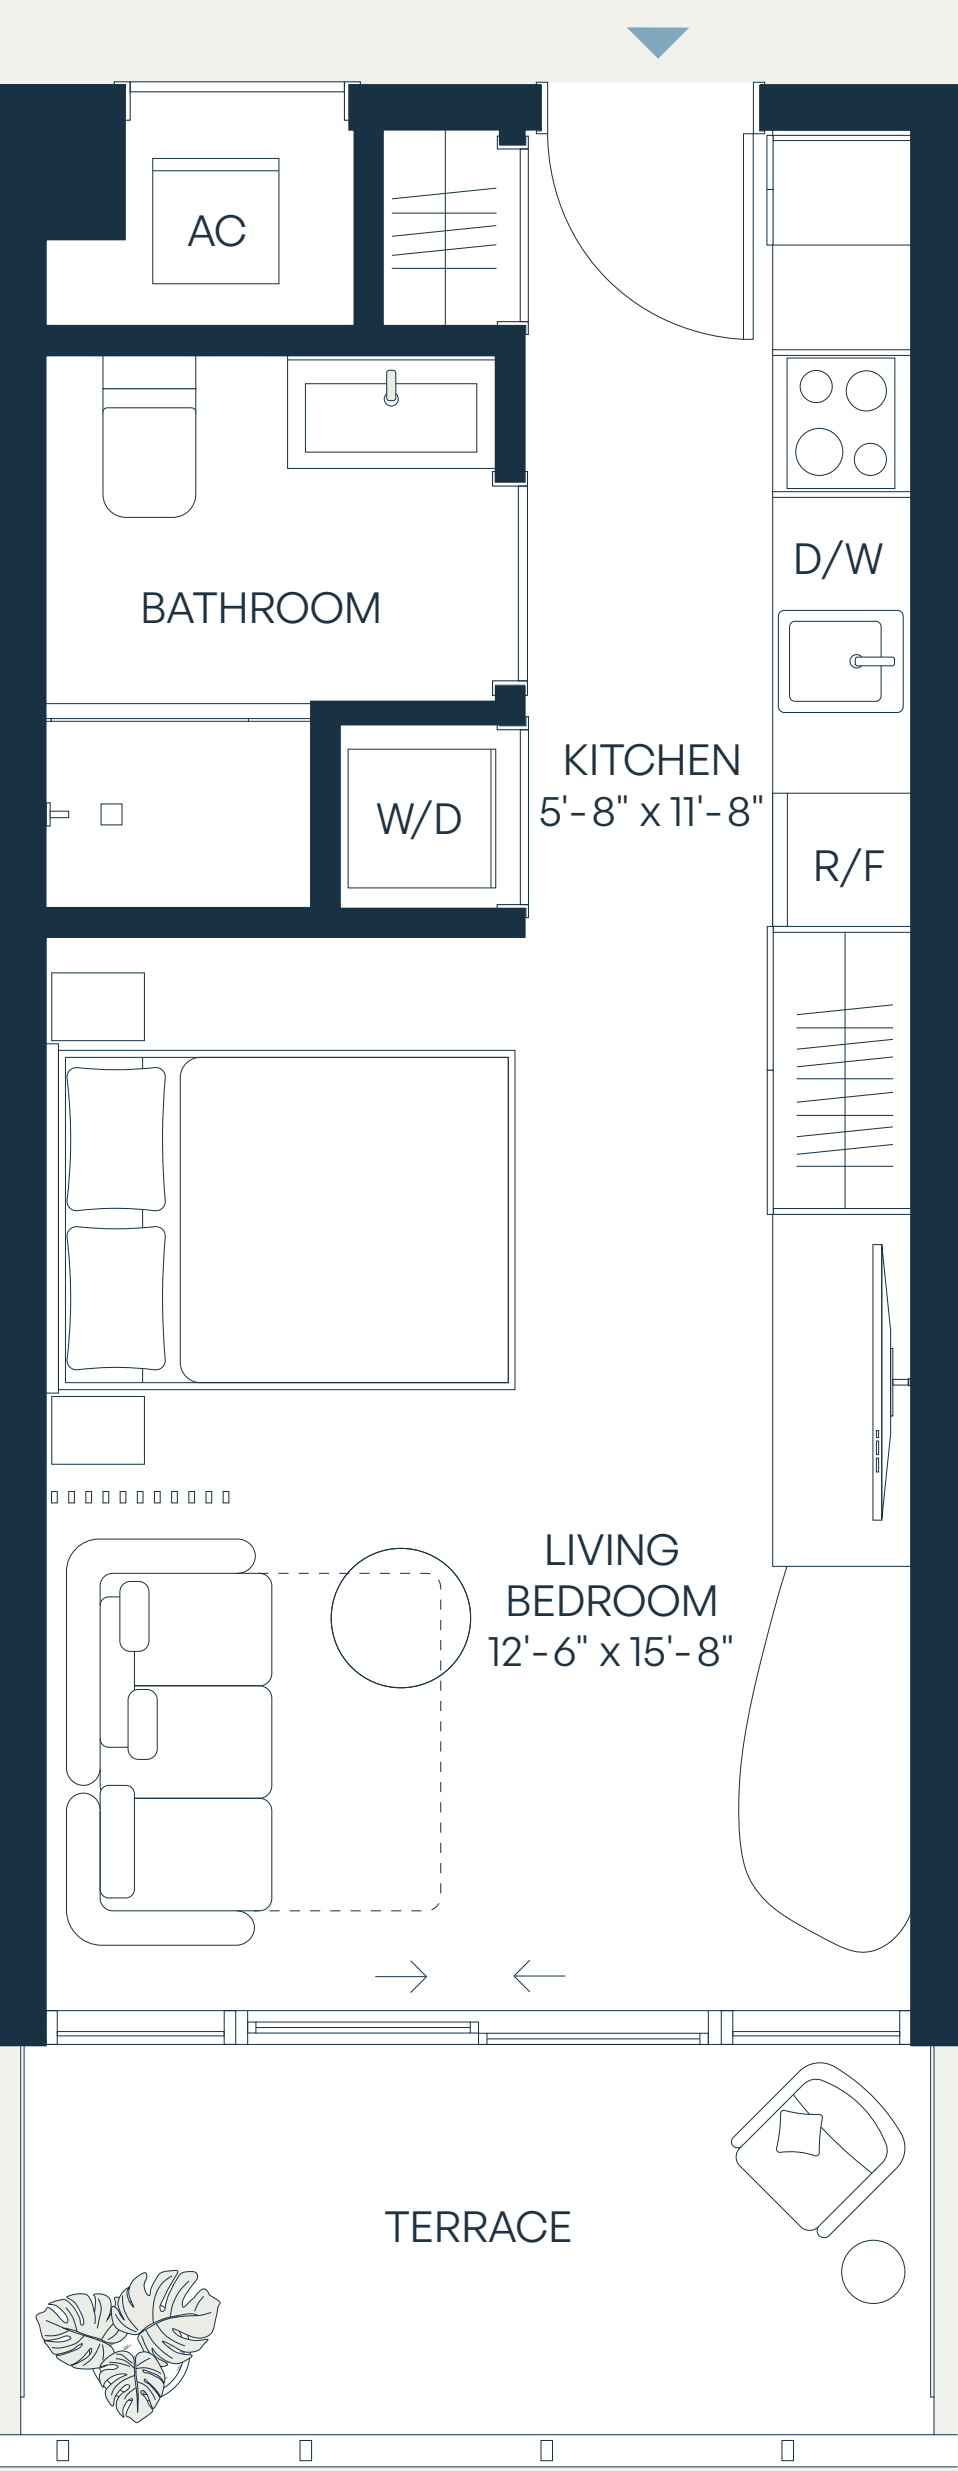 AC
BATHROOM
D/W
KITCHEN
5'-8" x 11'-8"
W/D
R/F
LIVING
BEDROOM
12'-6" x 15'-8"
TERRACE